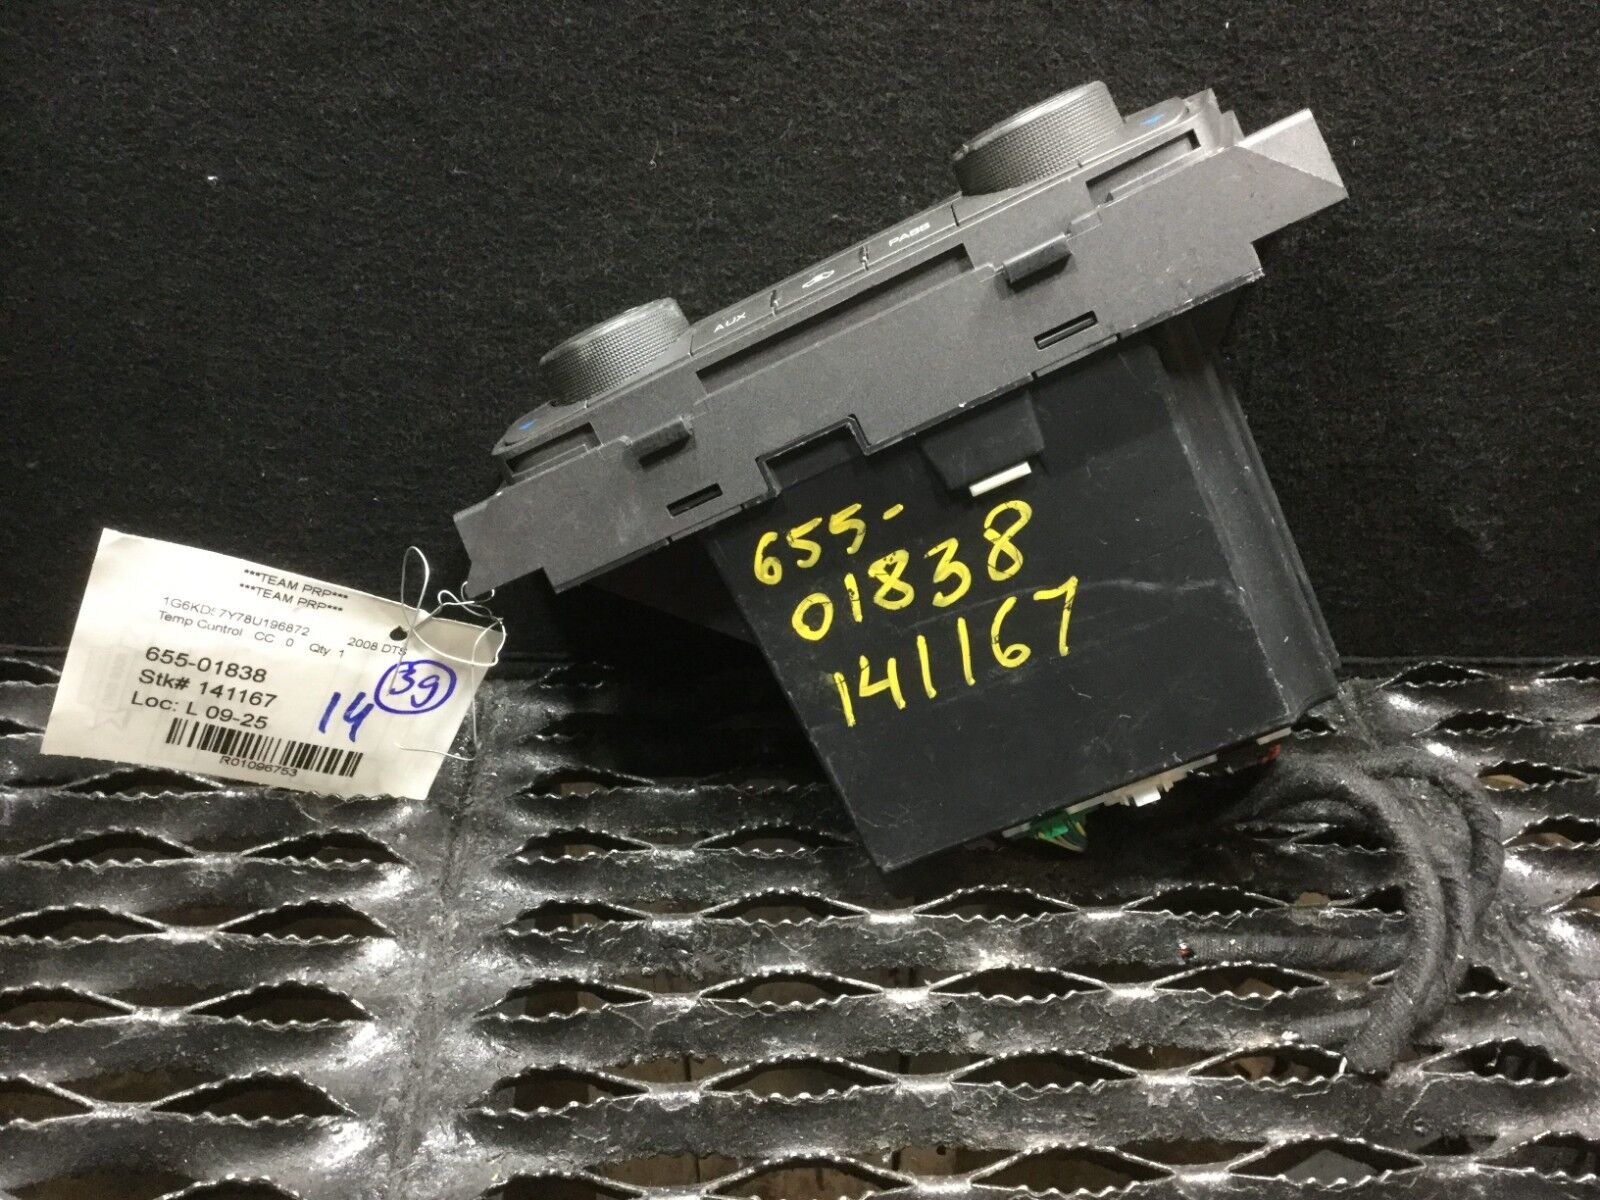 PASS
AUX
655-
01838
141167
***TEAM PRP***
***TEAM PRP***
2008 DTS
Temp Control CC 0 Qty 1
655-01838
Stk# 141167
Loc: L 09-25
14
39
R01096753